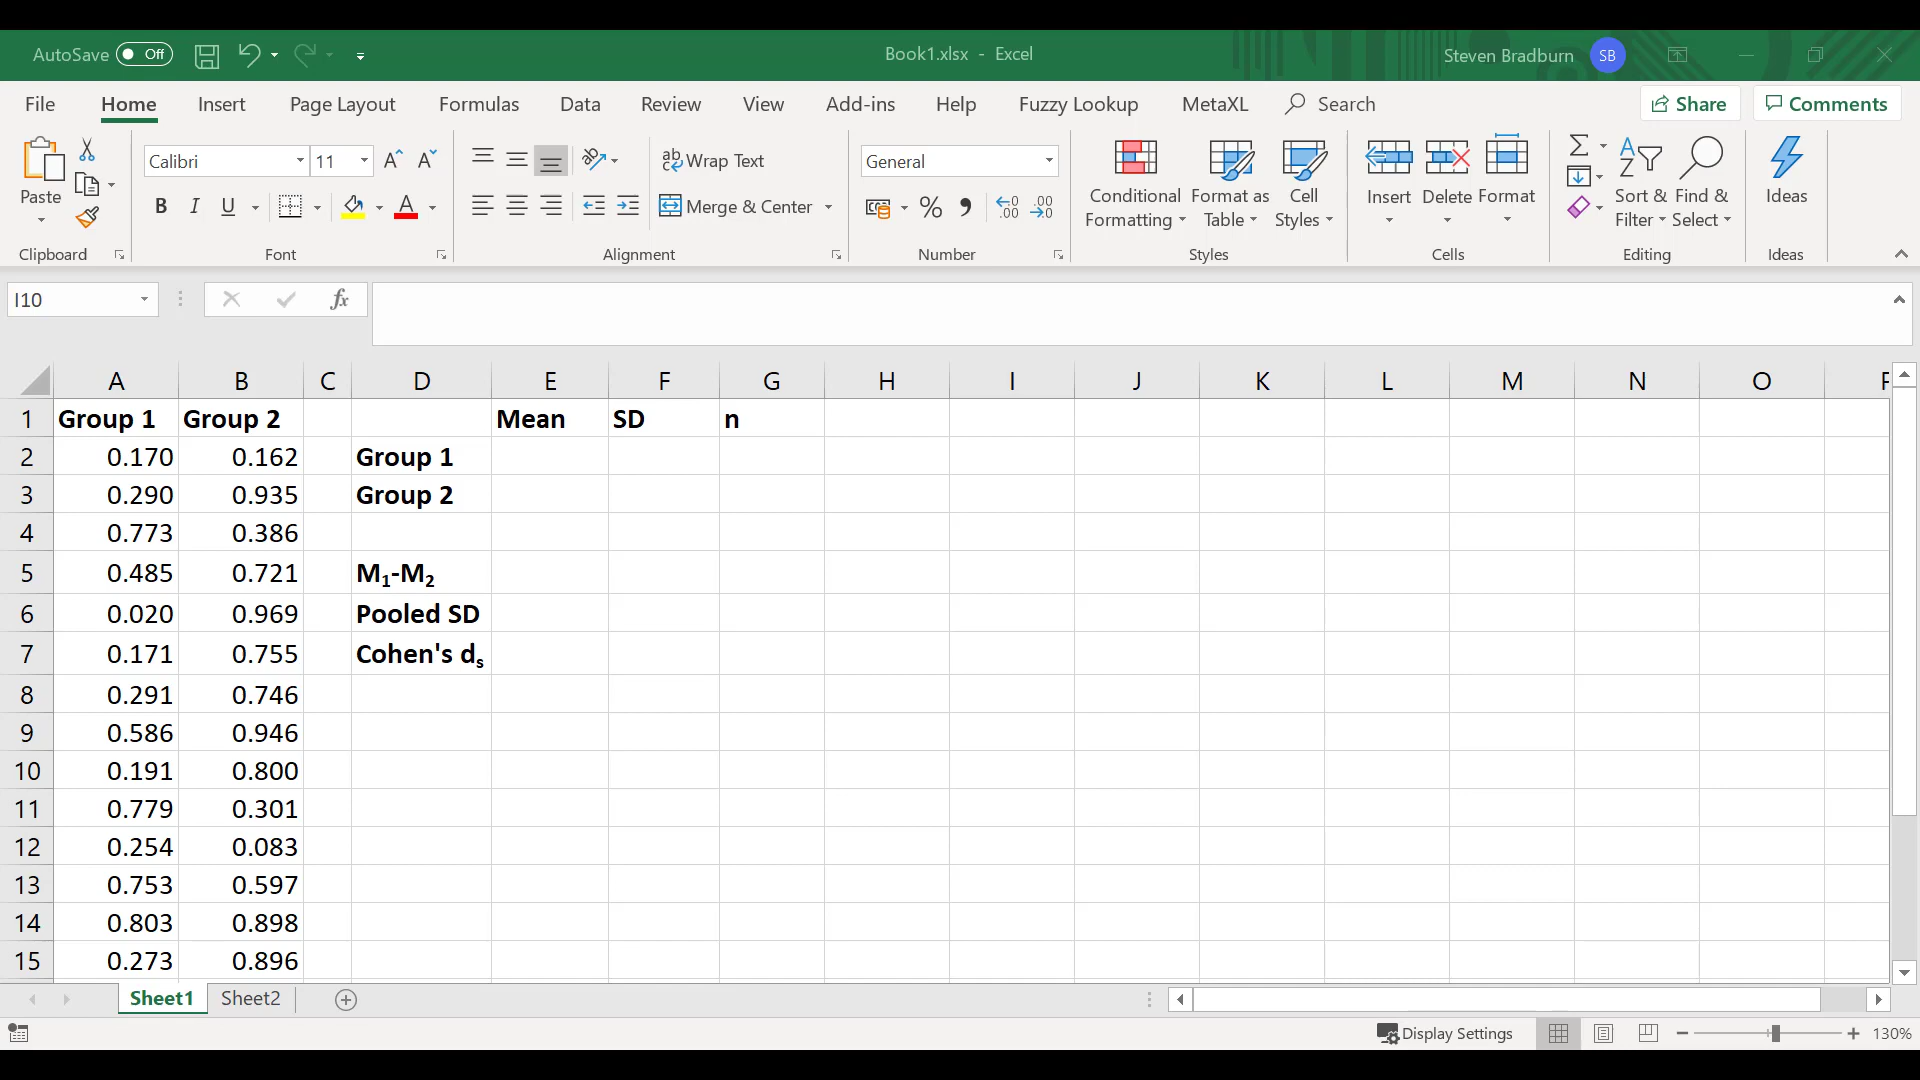 AutoSave Off Book1.xlsx - Excel Steven Bradburn SB
File Home Insert Page Layout Formulas Data Review View Add-ins Help Fuzzy Lookup MetaXL Search Share Comments
Paste
Calibri 11 A A
B I U A
ab Wrap Text
Merge & Center
General
% , .00 .00
Conditional Formatting
Format as Table
Cell Styles
Insert
Delete
Format
Sort & Filter
Find & Select
Ideas
Clipboard Font Alignment Number Styles Cells Editing Ideas
I10 fx
A B C D E F G H I J K L M N O
1 Group 1 Group 2 Mean SD n
2 0.170 0.162 Group 1
3 0.290 0.935 Group 2
4 0.773 0.386
5 0.485 0.721 M₁-M₂
6 0.020 0.969 Pooled SD
7 0.171 0.755 Cohen's dₛ
8 0.291 0.746
9 0.586 0.946
10 0.191 0.800
11 0.779 0.301
12 0.254 0.083
13 0.753 0.597
14 0.803 0.898
15 0.273 0.896
Sheet1 Sheet2
Display Settings 130%